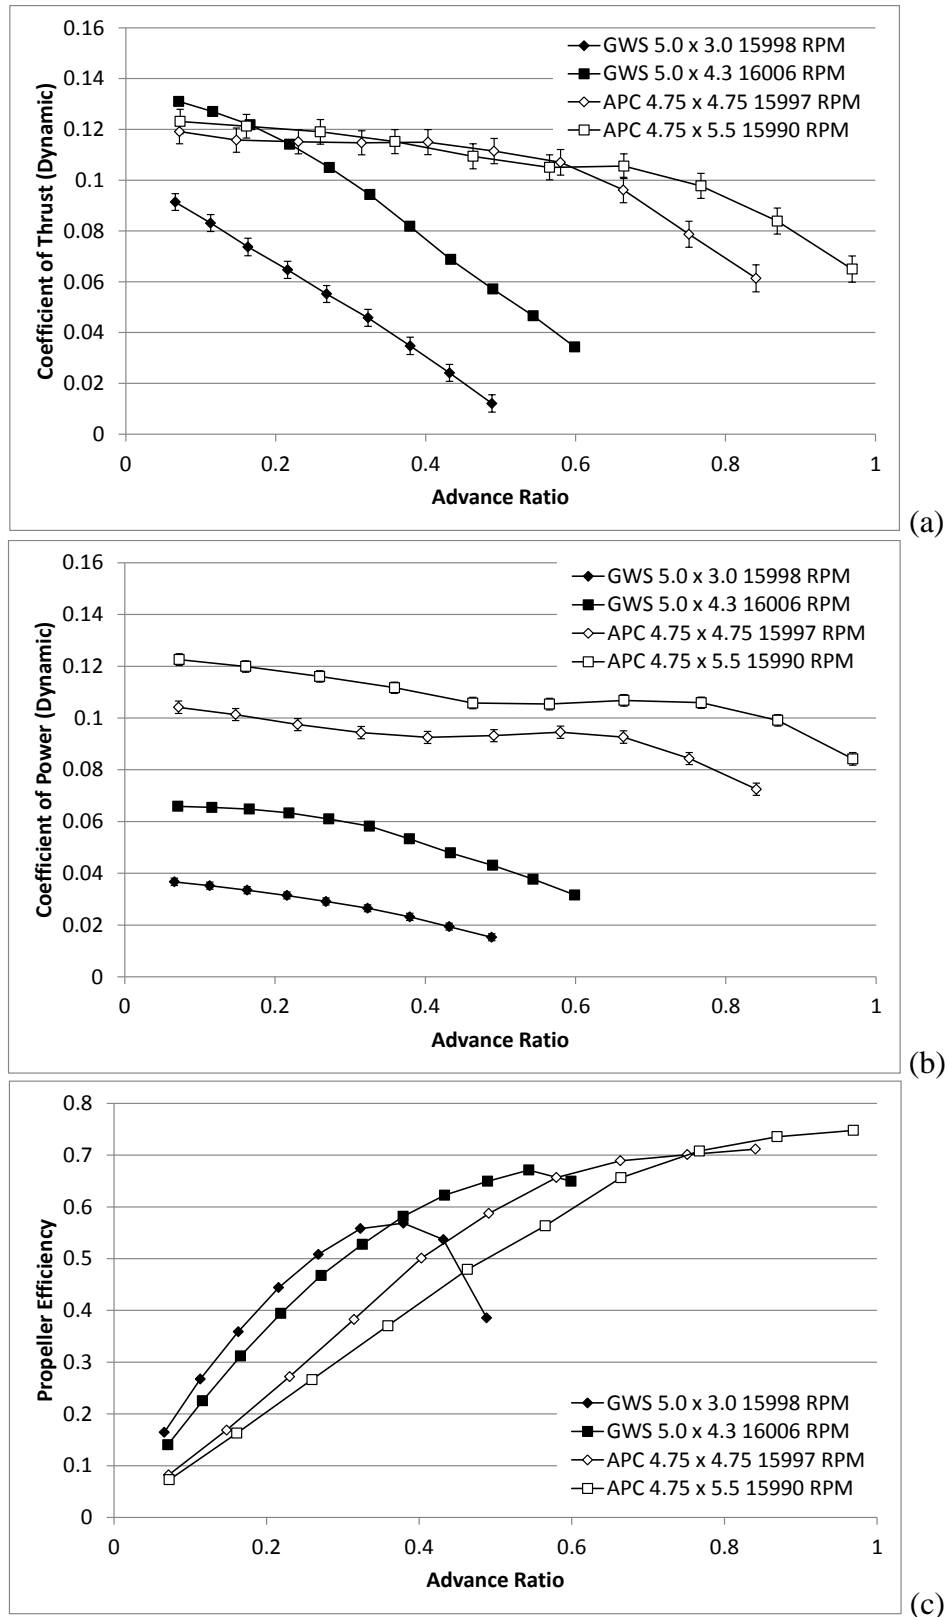 0.16
0.14
0.12
0.1
0.08
0.06
0.04
0.02
0
Coefficient of Thrust (Dynamic)
GWS 5.0 x 3.0 15998 RPM
GWS 5.0 x 4.3 16006 RPM
APC 4.75 x 4.75 15997 RPM
APC 4.75 x 5.5 15990 RPM
0 0.2 0.4 0.6 0.8 1
Advance Ratio
(a)
0.16
0.14
0.12
0.1
0.08
0.06
0.04
0.02
0
Coefficient of Power (Dynamic)
GWS 5.0 x 3.0 15998 RPM
GWS 5.0 x 4.3 16006 RPM
APC 4.75 x 4.75 15997 RPM
APC 4.75 x 5.5 15990 RPM
0 0.2 0.4 0.6 0.8 1
Advance Ratio
(b)
0.8
0.7
0.6
0.5
0.4
0.3
0.2
0.1
0
Propeller Efficiency
GWS 5.0 x 3.0 15998 RPM
GWS 5.0 x 4.3 16006 RPM
APC 4.75 x 4.75 15997 RPM
APC 4.75 x 5.5 15990 RPM
0 0.2 0.4 0.6 0.8 1
Advance Ratio
(c)